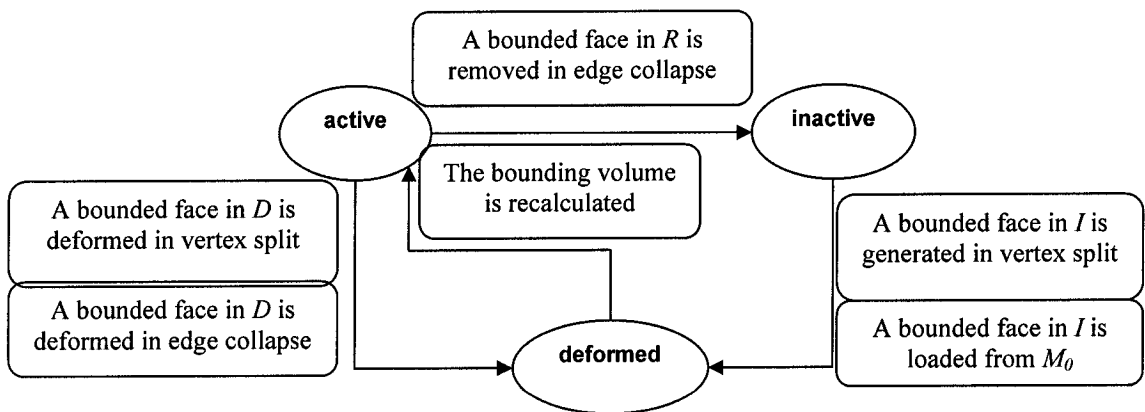 A bounded face in R is
removed in edge collapse
active
inactive
The bounding volume
is recalculated
A bounded face in D is
deformed in vertex split
A bounded face in I is
generated in vertex split
A bounded face in D is
deformed in edge collapse
A bounded face in I is
loaded from M0
deformed